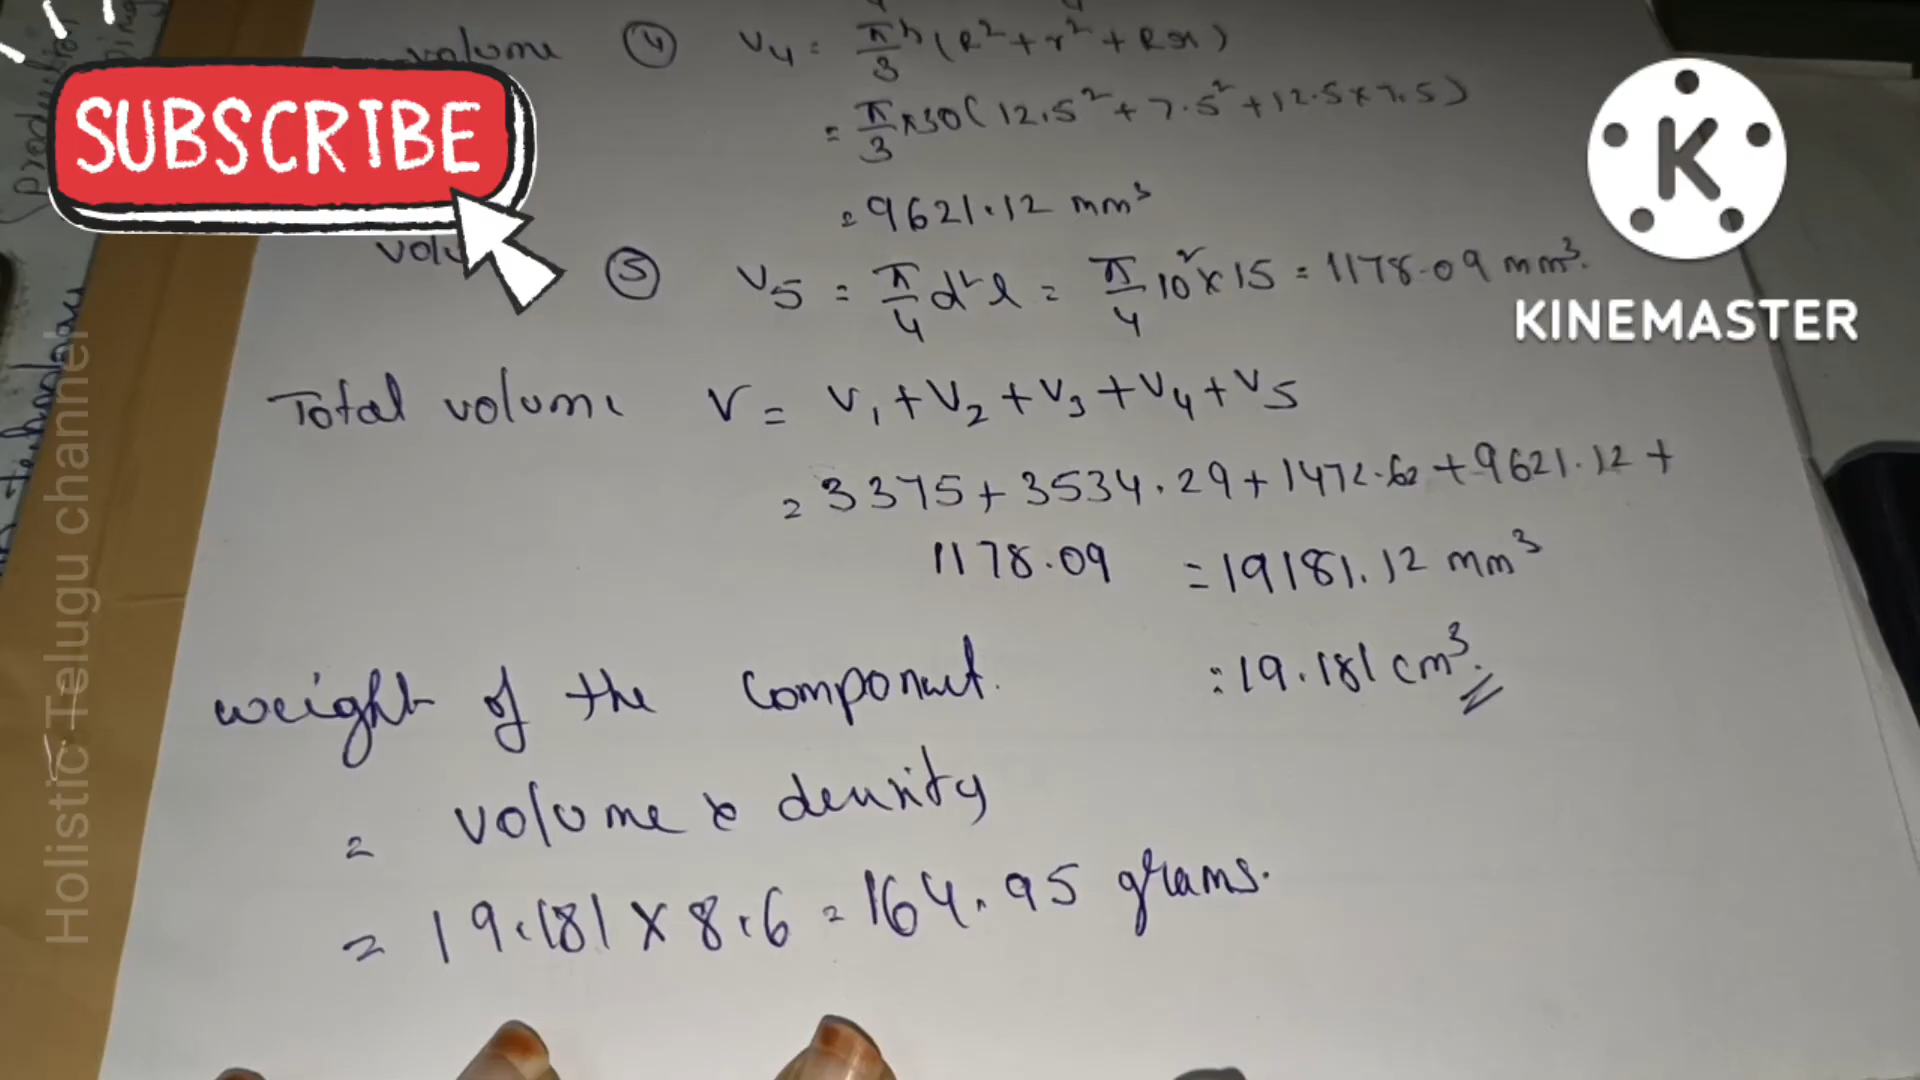 volume ④ V4 = π/3 h (R² + r² + Rr)
= π/3 × 30 ( 12.5² + 7.5² + 12.5 × 7.5 )
SUBSCRIBE
= 9621.12 mm³
⑤ V5 = π/4 d² l = π/4 10² × 15 = 1178.09 mm³.
K
KINEMASTER
Total volume V = V1 + V2 + V3 + V4 + V5
= 3375 + 3534.29 + 1472.62 + 9621.12 +
1178.09 = 19181.12 mm³
weight of the component. = 19.181 cm³.
= volume × density
= 19.181 × 8.6 = 164.95 grams.
Holistic Telugu channel